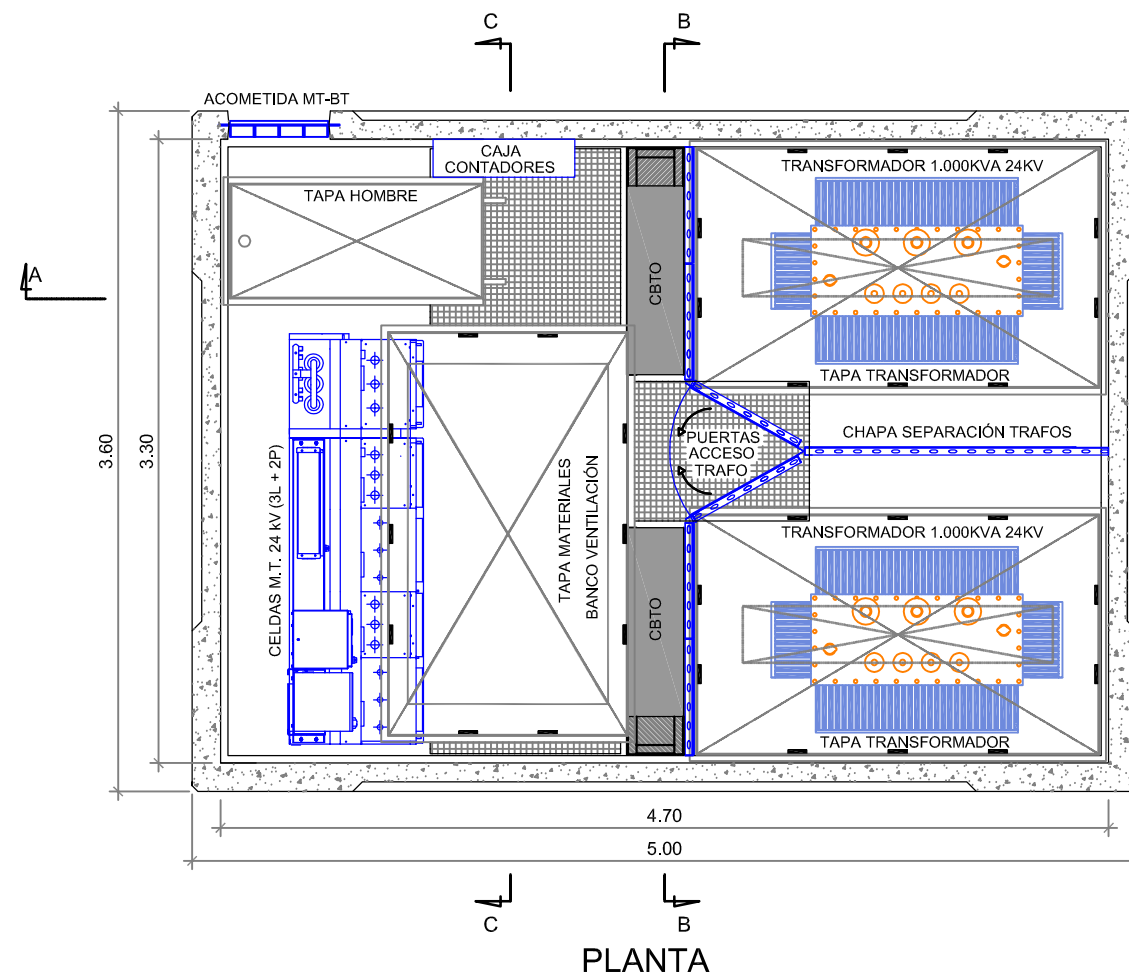 C
B
ACOMETIDA MT-BT
CAJA
CONTADORES
TRANSFORMADOR 1.000KVA 24KV
TAPA HOMBRE
A
CBTO
TAPA TRANSFORMADOR
3.60
3.30
PUERTAS
ACCESO
TRAFO
CHAPA SEPARACIÓN TRAFOS
CELDAS M.T. 24 kV (3L + 2P)
TAPA MATERIALES
BANCO VENTILACIÓN
TRANSFORMADOR 1.000KVA 24KV
CBTO
TAPA TRANSFORMADOR
4.70
5.00
C
B
PLANTA